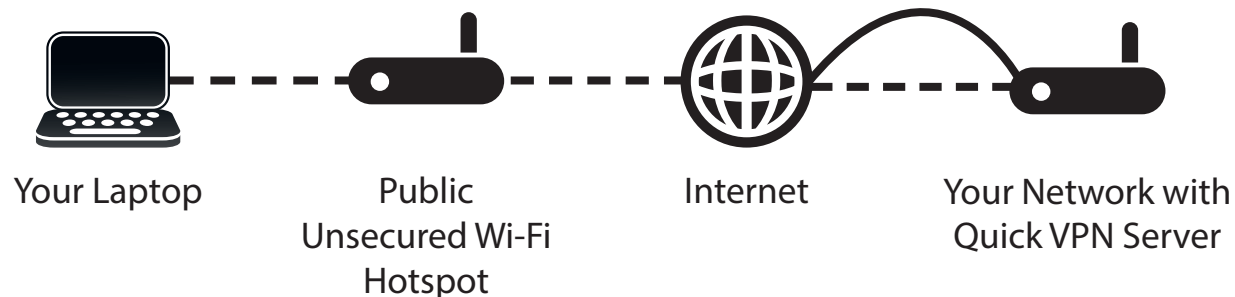 Your Laptop
Public
Unsecured Wi-Fi
Hotspot
Internet
Your Network with
Quick VPN Server